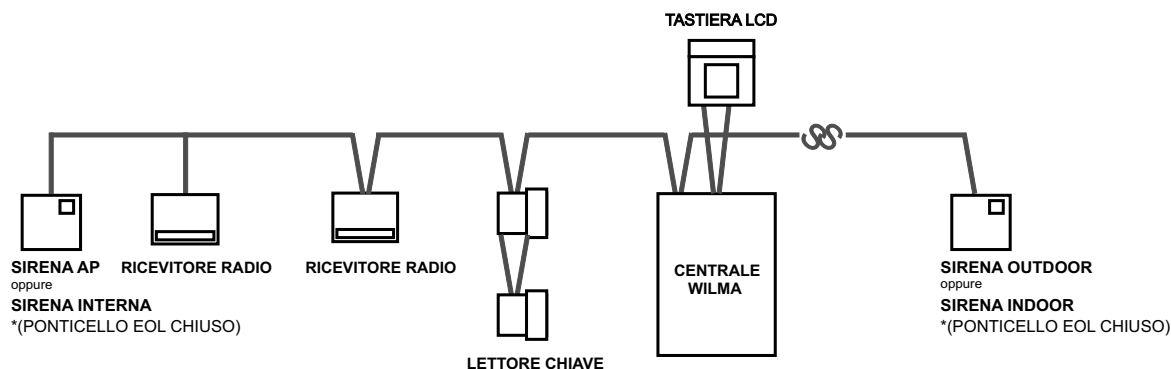 TASTIERA LCD
SIRENA AP
oppure
SIRENA INTERNA
*(PONTICELLO EOL CHIUSO)
RICEVITORE RADIO
RICEVITORE RADIO
LETTORE CHIAVE
CENTRALE
WILMA
SIRENA OUTDOOR
oppure
SIRENA INDOOR
*(PONTICELLO EOL CHIUSO)